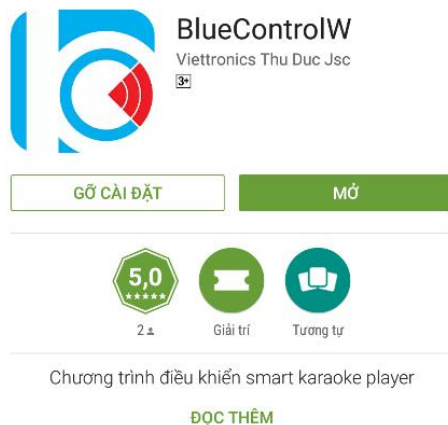 BlueControlW
Viettronics Thu Duc Jsc
3+
GỠ CÀI ĐẶT
MỞ
5,0
2
Giải trí
Tương tự
Chương trình điều khiển smart karaoke player
ĐỌC THÊM